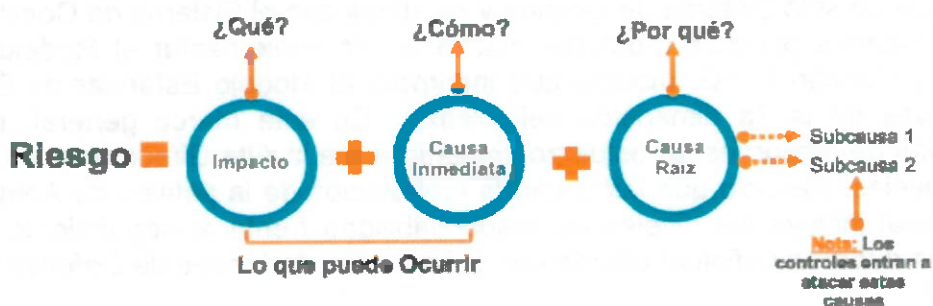 ¿Qué?
¿Cómo?
¿Por qué?
Riesgo =
Impacto
+
Causa
Inmediata
+
Causa
Raíz
Subcausa 1
Subcausa 2
Lo que puede Ocurrir
Nota: Los
controles entran a
atacar estas
causas